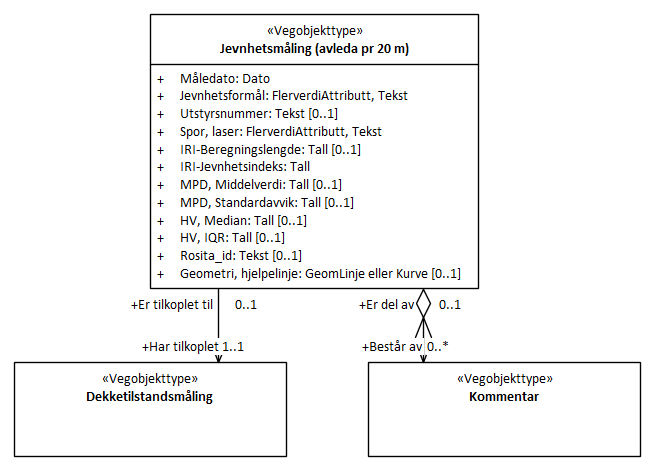 «Vegobjekttype»
Jevnhetsmåling (avleda pr 20 m)
+ Måledato: Dato
+ Jevnhetsformål: FlerverdiAttributt, Tekst
+ Utstyrsnummer: Tekst [0..1]
+ Spor, laser: FlerverdiAttributt, Tekst
+ IRI-Beregningslengde: Tall [0..1]
+ IRI-Jevnhetsindeks: Tall
+ MPD, Middelverdi: Tall [0..1]
+ MPD, Standardavvik: Tall [0..1]
+ HV, Median: Tall [0..1]
+ HV, IQR: Tall [0..1]
+ Rosita_id: Tekst [0..1]
+ Geometri, hjelpelinje: GeomLinje eller Kurve [0..1]
+Er tilkoplet til 0..1 +Er del av 0..1
+Har tilkoplet 1..1 +Består av 0..*
«Vegobjekttype» «Vegobjekttype»
Dekketilstandsmåling Kommentar